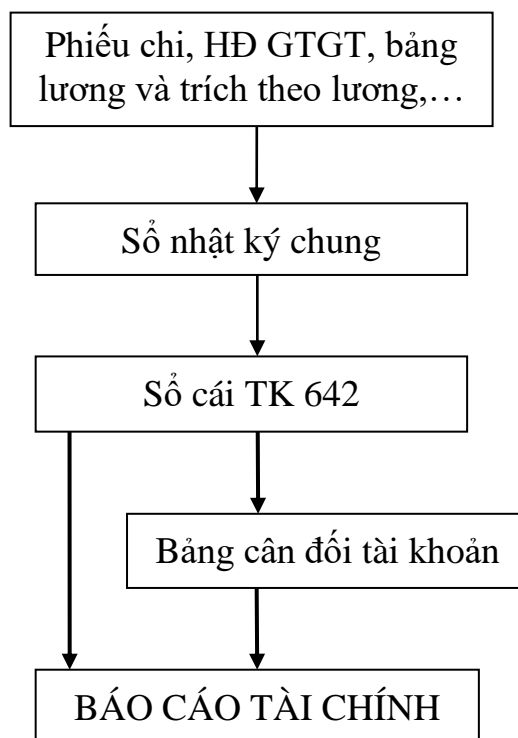 Phiếu chi, HĐ GTGT, bảng
lương và trích theo lương,…
Sổ nhật ký chung
Sổ cái TK 642
Bảng cân đối tài khoản
BÁO CÁO TÀI CHÍNH